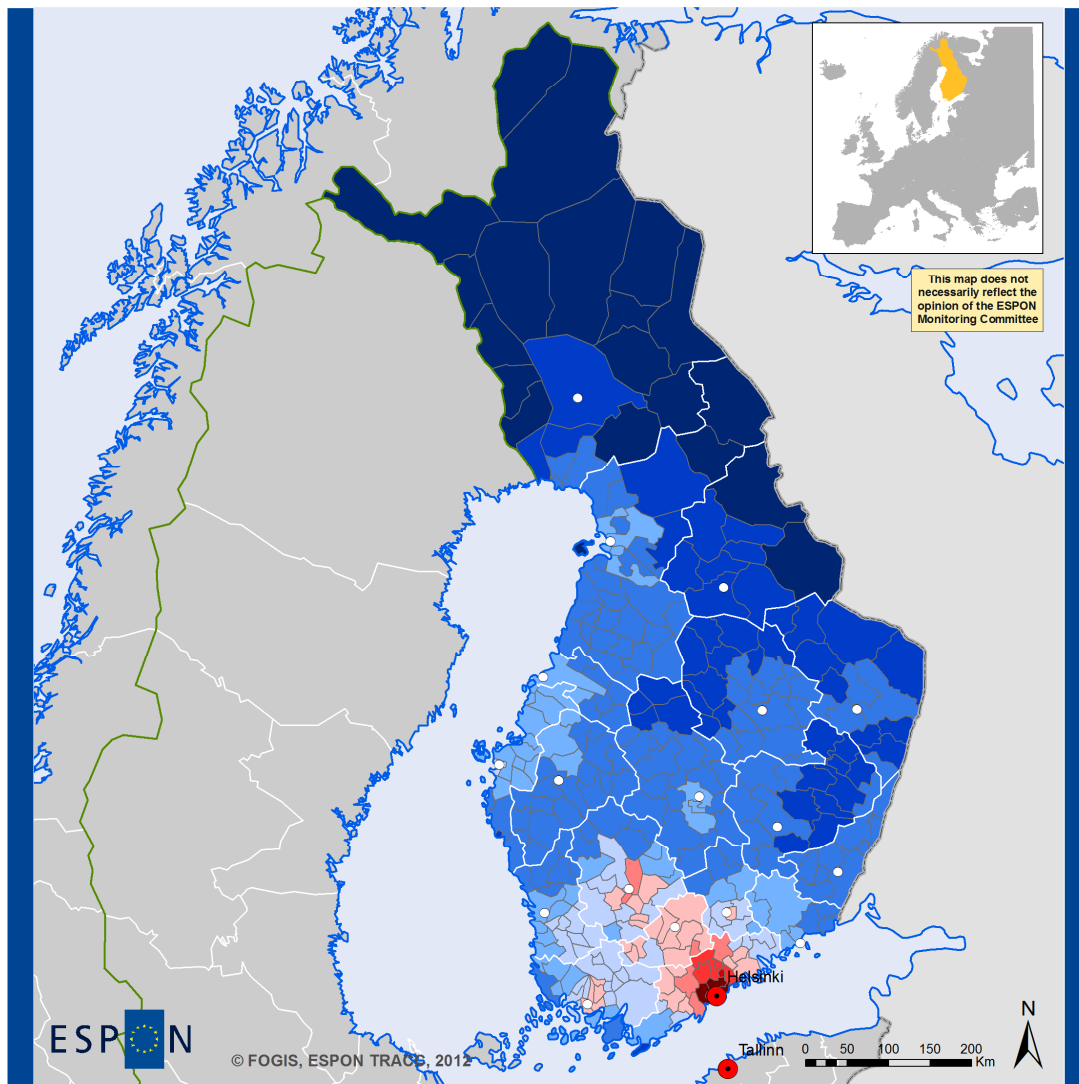 This map does not
necessarily reflect the
opinion of the ESPON
Monitoring Committee
Helsinki
Tallinn
N
0 50 100 150 200
Km
ESPON
© FOGIS, ESPON TRACC, 2012